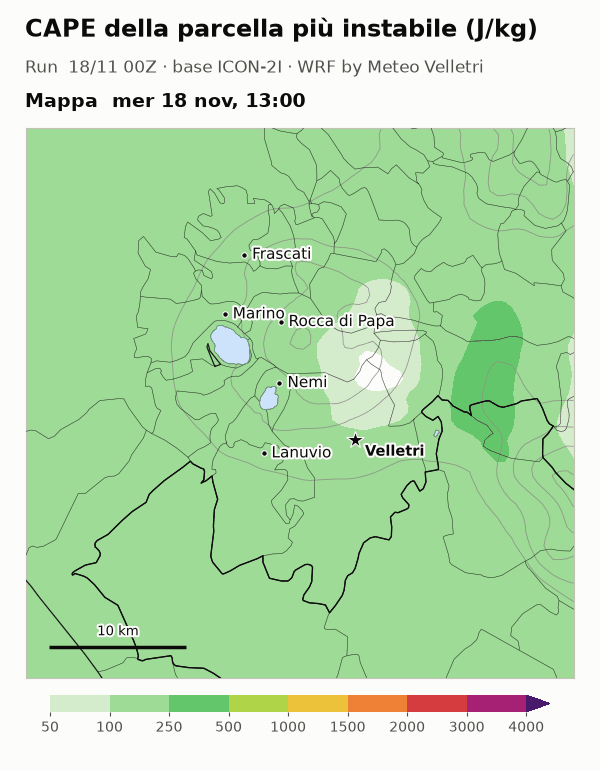 CAPE della parcella più instabile (J/kg)
Run  18/11 00Z · base ICON-2I · WRF by Meteo Velletri
Mappa  mer 18 nov, 13:00
Frascati
Marino
Rocca di Papa
Nemi
Velletri
Lanuvio
10 km
50 100 250 500 1000 1500 2000 3000 4000